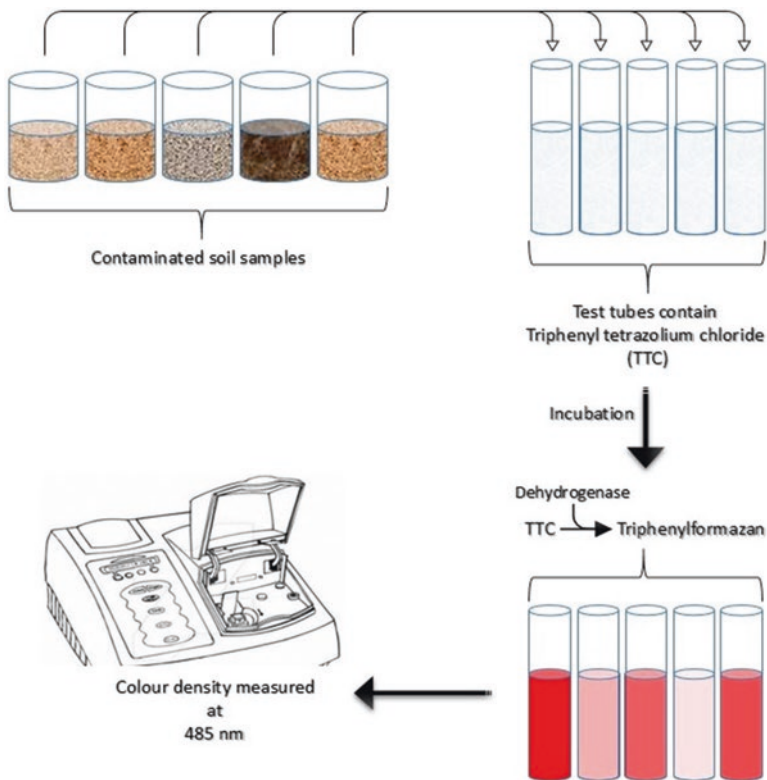 Contaminated soil samples
Test tubes contain
Triphenyl tetrazolium chloride
(TTC)
Incubation
Dehydrogenase
TTC
Triphenylformazan
Colour density measured
at
485 nm